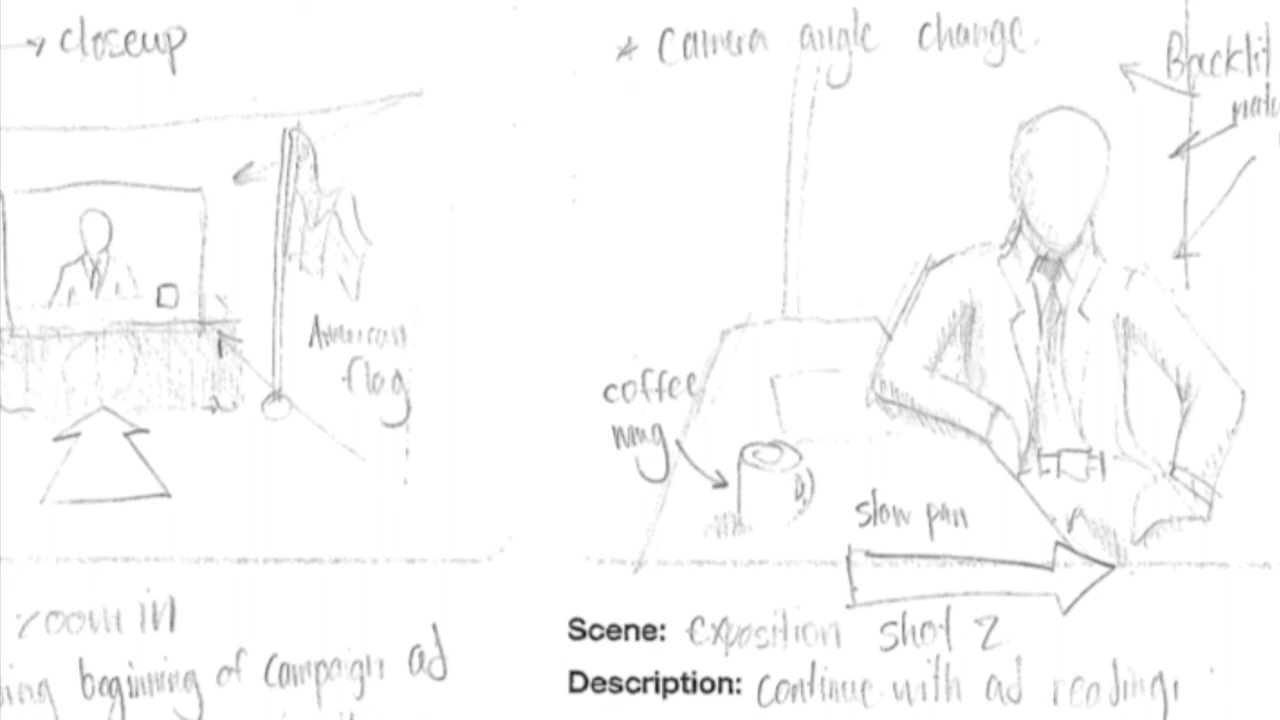 → closeup
American
flag
zoom in
beginning of campaign ad
* Camera angle change.
Backlit
coffee
mug
slow pan
Scene: exposition shot 2
Description: continue with ad reading,